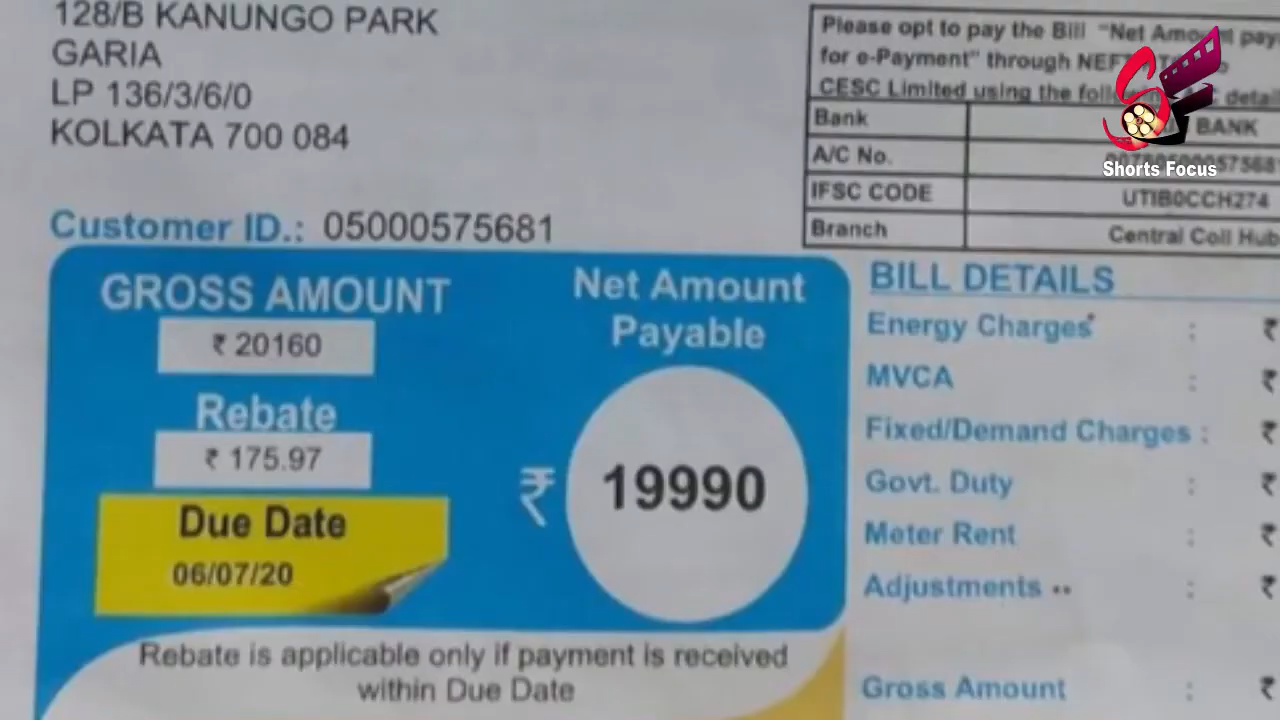 128/B KANUNGO PARK
GARIA
LP 136/3/6/0
KOLKATA 700 084
Customer ID.: 05000575681
GROSS AMOUNT
₹ 20160
Rebate
₹ 175.97
Due Date
06/07/20
Net Amount
Payable
₹ 19990
Rebate is applicable only if payment is received
within Due Date
Please opt to pay the Bill "Net Amount pay
for e-Payment" through
CESC Limited using the detai
Bank BANK
A/C No.
IFSC CODE UTIB0CCH274
Branch Central Coll Hub
BILL DETAILS
Energy Charges* : ₹
MVCA : ₹
Fixed/Demand Charges : ₹
Govt. Duty : ₹
Meter Rent : ₹
Adjustments ** : ₹
Gross Amount : ₹
SF
Shorts Focus